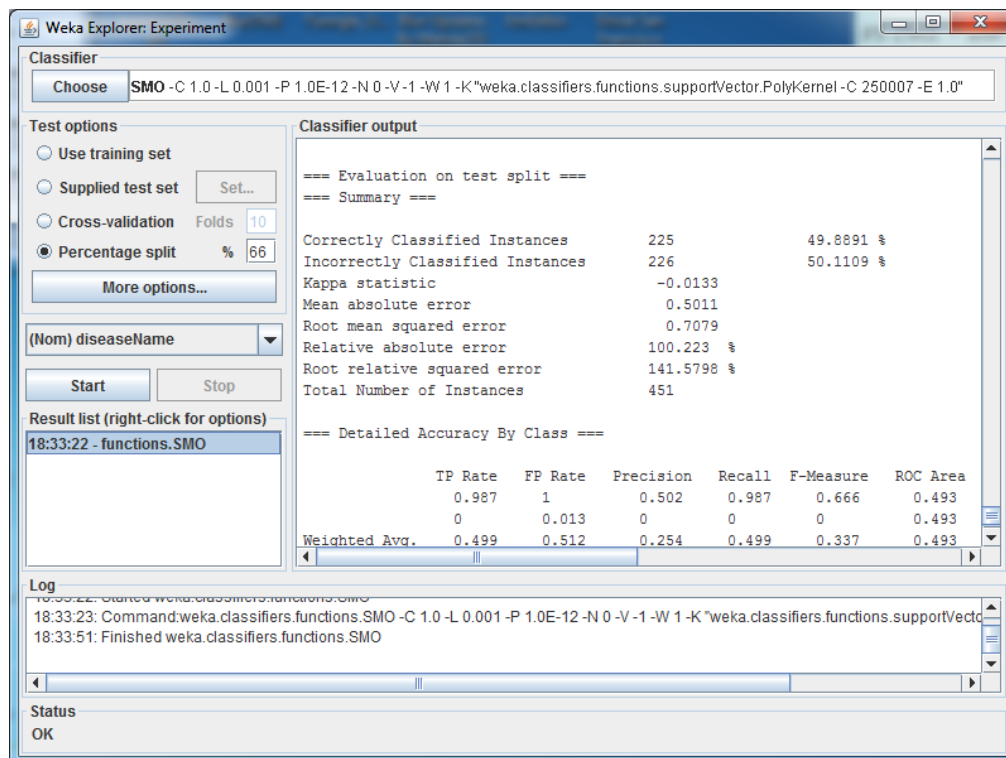 Weka Explorer: Experiment
Classifier
Choose SMO -C 1.0 -L 0.001 -P 1.0E-12 -N 0 -V -1 -W 1 -K "weka.classifiers.functions.supportVector.PolyKernel -C 250007 -E 1.0"
Test options
Use training set
Supplied test set Set...
Cross-validation Folds 10
Percentage split % 66
More options...
(Nom) diseaseName
Start Stop
Result list (right-click for options)
18:33:22 - functions.SMO
Classifier output
=== Evaluation on test split ===
=== Summary ===
Correctly Classified Instances 225 49.8891 %
Incorrectly Classified Instances 226 50.1109 %
Kappa statistic -0.0133
Mean absolute error 0.5011
Root mean squared error 0.7079
Relative absolute error 100.223 %
Root relative squared error 141.5798 %
Total Number of Instances 451
=== Detailed Accuracy By Class ===
TP Rate FP Rate Precision Recall F-Measure ROC Area
0.987 1 0.502 0.987 0.666 0.493
0 0.013 0 0 0 0.493
Weighted Avg. 0.499 0.512 0.254 0.499 0.337 0.493
Log
18:33:22: Started weka.classifiers.functions.SMO
18:33:23: Command:weka.classifiers.functions.SMO -C 1.0 -L 0.001 -P 1.0E-12 -N 0 -V -1 -W 1 -K "weka.classifiers.functions.supportVecto
18:33:51: Finished weka.classifiers.functions.SMO
Status
OK